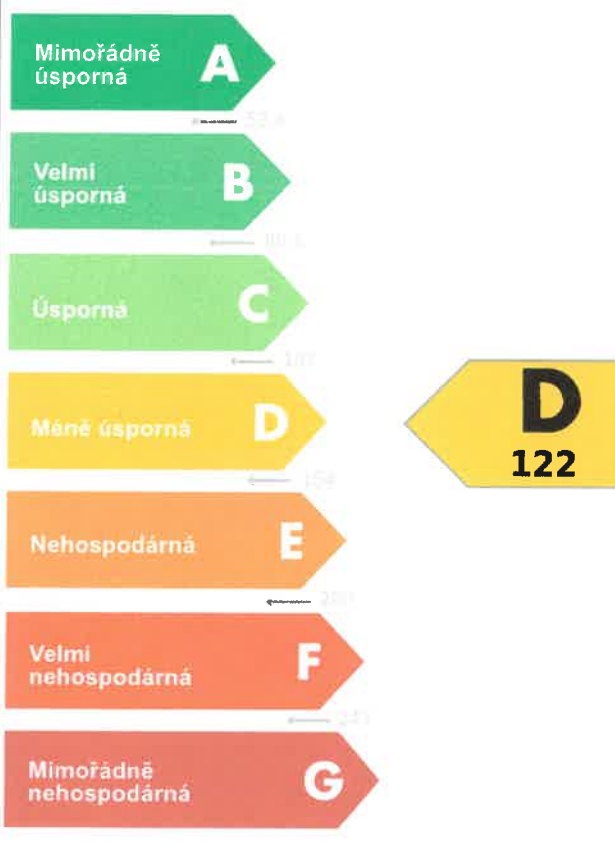 Mimořádně
úsporná
A
Velmi
úsporná
B
Úsporná
C
Méně úsporná
D
D
122
Nehospodárná
E
Velmi
nehospodárná
F
Mimořádně
nehospodárná
G